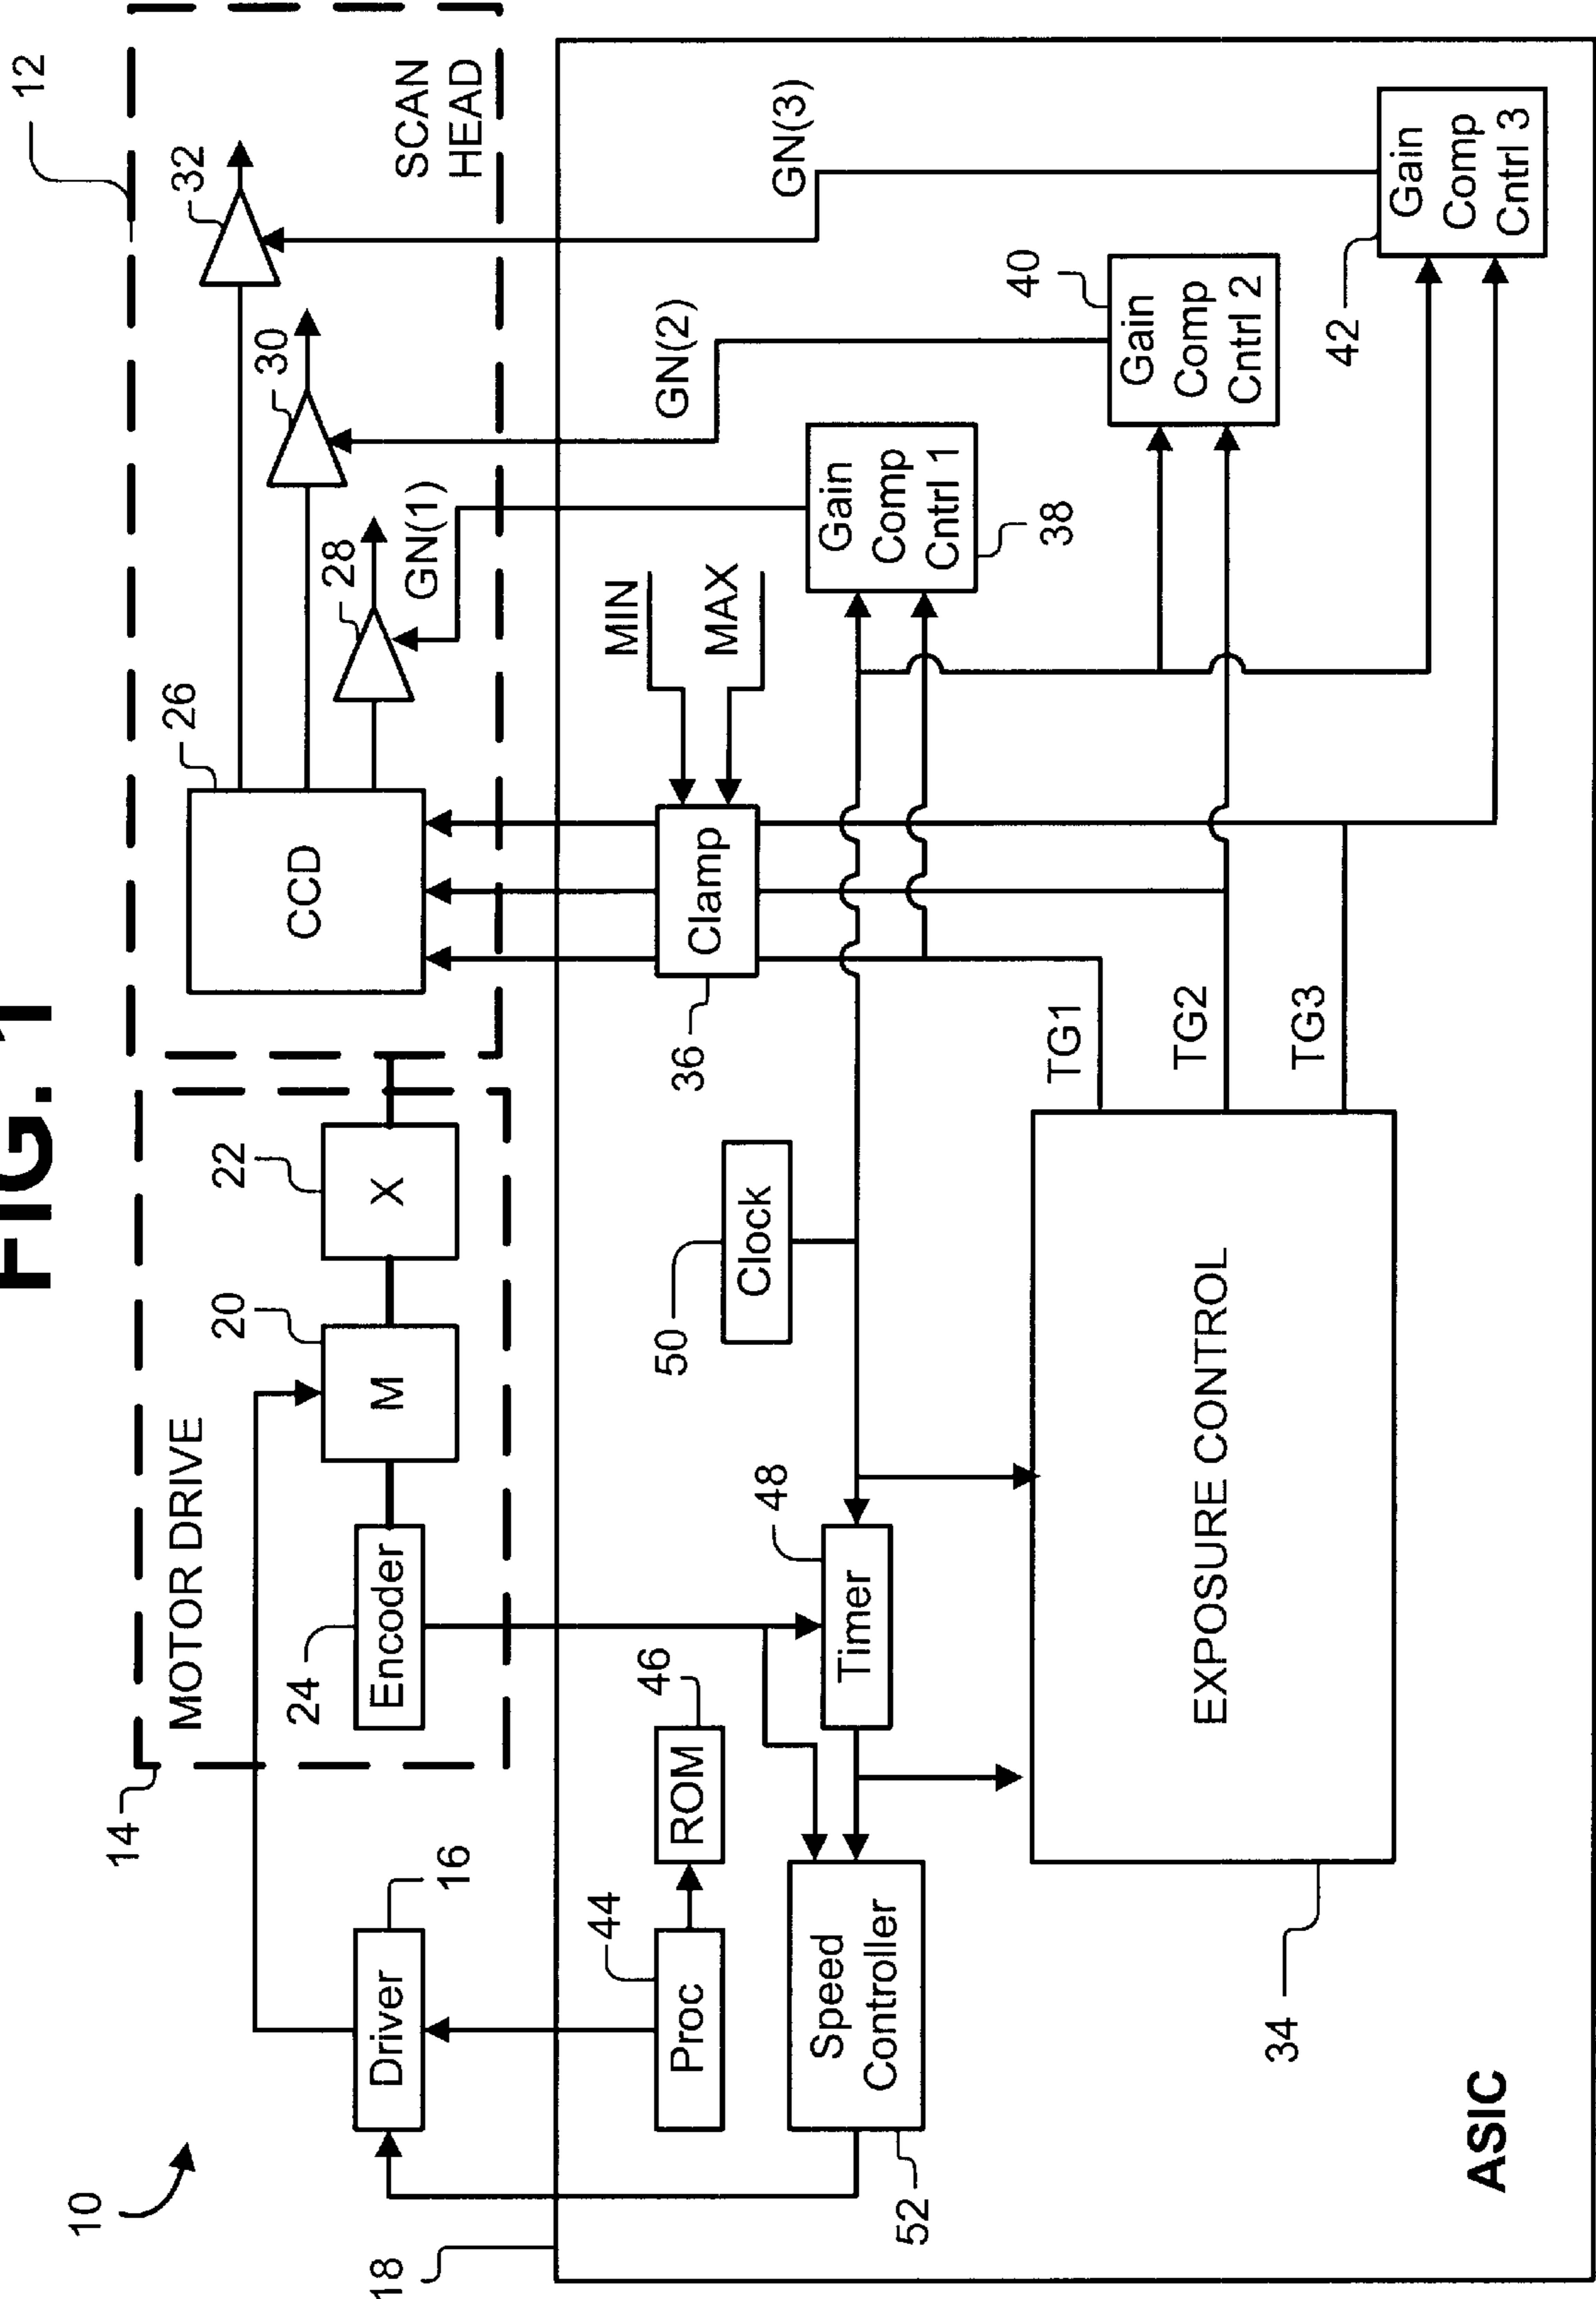 FIG. 1
10
14
MOTOR DRIVE
20
22
26
12
32
30
28
SCAN
HEAD
16
Driver
24
Encoder
M
X
CCD
GN(1)
GN(2)
GN(3)
18
44
Proc
46
ROM
50
Clock
36
Clamp
MIN
MAX
48
Timer
52
Speed
Controller
Gain
Comp
Cntrl 1
38
40
Gain
Comp
Cntrl 2
42
Gain
Comp
Cntrl 3
TG1
TG2
TG3
EXPOSURE CONTROL
34
ASIC